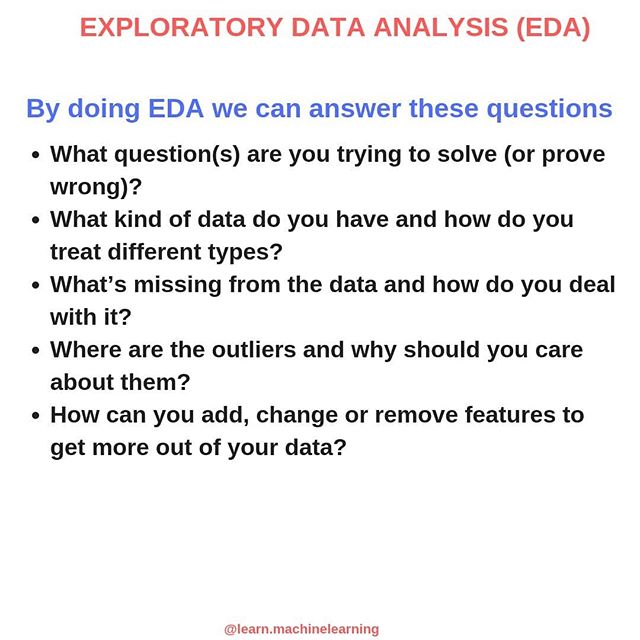 EXPLORATORY DATA ANALYSIS (EDA)
By doing EDA we can answer these questions
• What question(s) are you trying to solve (or prove
wrong)?
• What kind of data do you have and how do you
treat different types?
• What’s missing from the data and how do you deal
with it?
• Where are the outliers and why should you care
about them?
• How can you add, change or remove features to
get more out of your data?
@learn.machinelearning